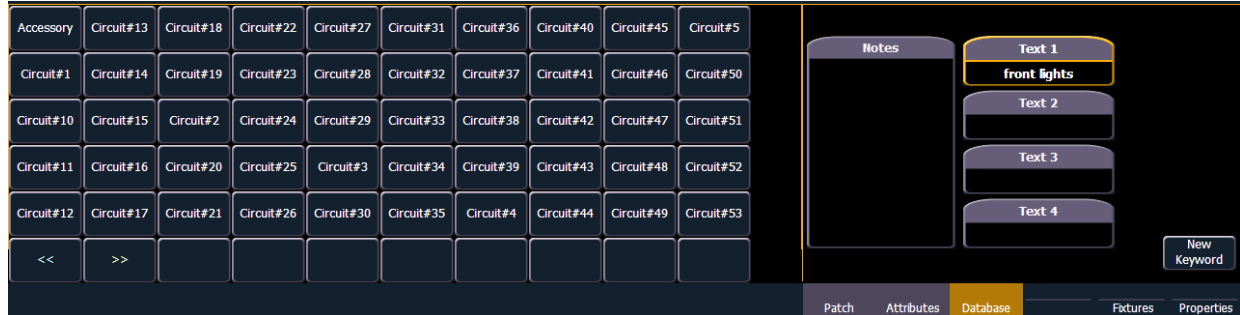 Accessory Circuit#13 Circuit#18 Circuit#22 Circuit#27 Circuit#31 Circuit#36 Circuit#40 Circuit#45 Circuit#5
Circuit#1 Circuit#14 Circuit#19 Circuit#23 Circuit#28 Circuit#32 Circuit#37 Circuit#41 Circuit#46 Circuit#50
Circuit#10 Circuit#15 Circuit#2 Circuit#24 Circuit#29 Circuit#33 Circuit#38 Circuit#42 Circuit#47 Circuit#51
Circuit#11 Circuit#16 Circuit#20 Circuit#25 Circuit#3 Circuit#34 Circuit#39 Circuit#43 Circuit#48 Circuit#52
Circuit#12 Circuit#17 Circuit#21 Circuit#26 Circuit#30 Circuit#35 Circuit#4 Circuit#44 Circuit#49 Circuit#53
<< >>
Notes
Text 1
front lights
Text 2
Text 3
Text 4
New
Keyword
Patch Attributes Database Fixtures Properties